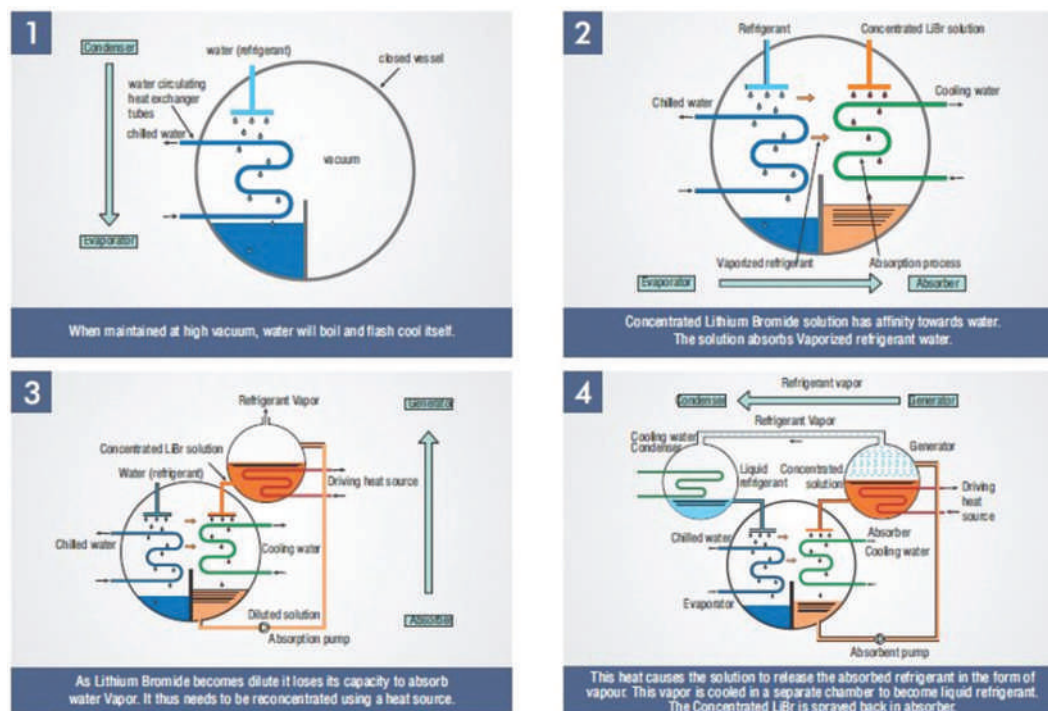 1
Condenser
water (refrigerant)
closed vessel
water circulating
heat exchanger
tubes
chilled water
vacuum
Evaporator
When maintained at high vacuum, water will boil and flash cool itself.
2
Refrigerant
Concentrated LiBr solution
Cooling water
Chilled water
Vaporized refrigerant
Absorption process
Evaporator
Absorber
Concentrated Lithium Bromide solution has affinity towards water.
The solution absorbs Vaporized refrigerant water.
3
Refrigerant Vapor
Generator
Concentrated LiBr solution
Water (refrigerant)
Driving heat source
Chilled water
Cooling water
Diluted solution
Absorber
Absorption pump
As Lithium Bromide becomes dilute it loses its capacity to absorb
water Vapor. It thus needs to be reconcentrated using a heat source.
4
Refrigerant vapor
Condenser
Generator
Refrigerant Vapor
Cooling water
Condenser
Generator
Liquid
refrigerant
Concentrated
solution
Driving
heat
source
Absorber
Chilled water
Cooling water
Evaporator
Absorbent pump
This heat causes the solution to release the absorbed refrigerant in the form of
vapour. This vapor is cooled in a separate chamber to become liquid refrigerant.
The Concentrated LiBr is sprayed back in absorber.